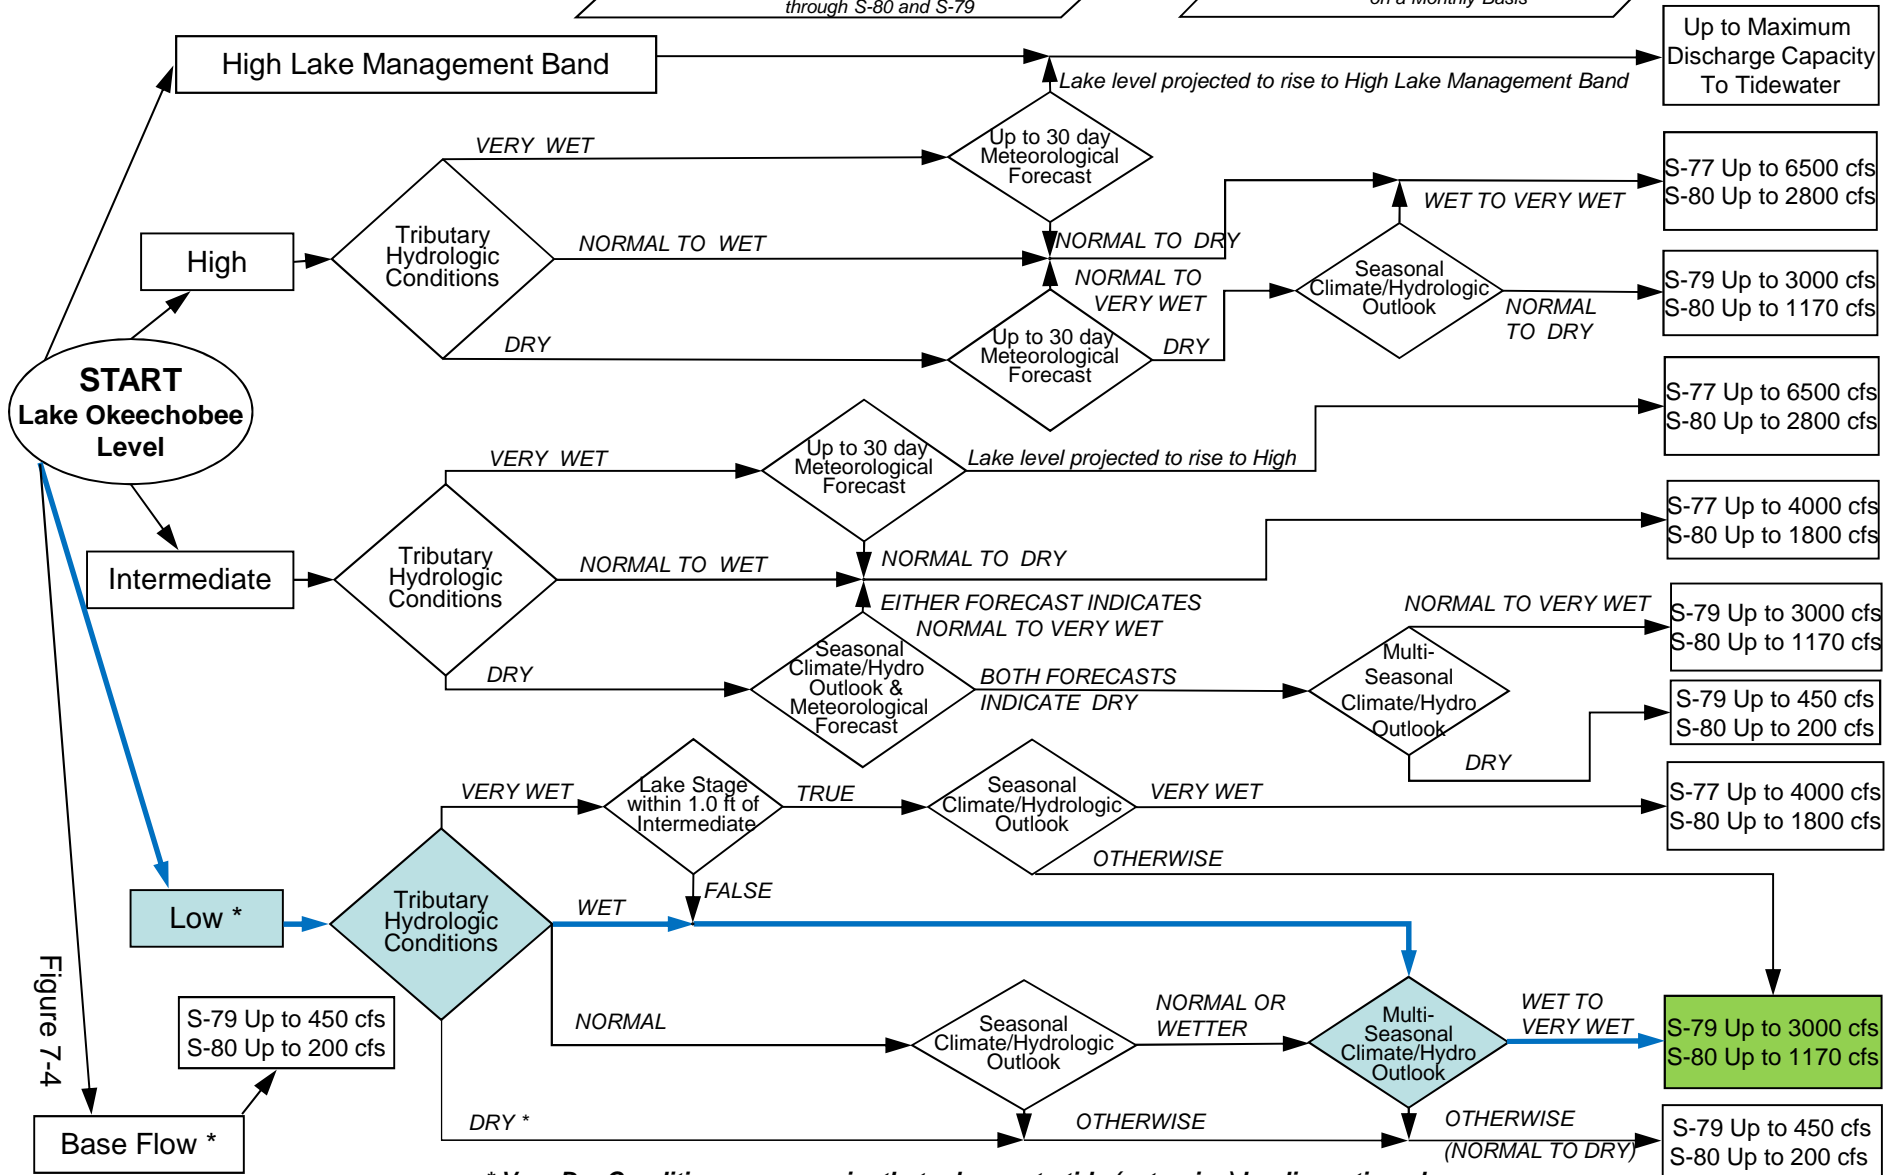 through S-80 and S-79
on a Monthly Basis
High Lake Management Band
Lake level projected to rise to High Lake Management Band
Up to Maximum
Discharge Capacity
To Tidewater
VERY WET
Up to 30 day
Meteorological
Forecast
S-77 Up to 6500 cfs
S-80 Up to 2800 cfs
WET TO VERY WET
High
Tributary
Hydrologic
Conditions
NORMAL TO WET
NORMAL TO DRY
NORMAL TO
VERY WET
Seasonal
Climate/Hydrologic
Outlook
NORMAL
TO DRY
S-79 Up to 3000 cfs
S-80 Up to 1170 cfs
DRY
Up to 30 day
Meteorological
Forecast
DRY
START
Lake Okeechobee
Level
S-77 Up to 6500 cfs
S-80 Up to 2800 cfs
VERY WET
Up to 30 day
Meteorological
Forecast
Lake level projected to rise to High
S-77 Up to 4000 cfs
S-80 Up to 1800 cfs
Intermediate
Tributary
Hydrologic
Conditions
NORMAL TO WET
NORMAL TO DRY
EITHER FORECAST INDICATES
NORMAL TO VERY WET
NORMAL TO VERY WET
S-79 Up to 3000 cfs
S-80 Up to 1170 cfs
DRY
Seasonal
Climate/Hydro
Outlook &
Meteorological
Forecast
BOTH FORECASTS
INDICATE DRY
Multi-
Seasonal
Climate/Hydro
Outlook
DRY
S-79 Up to 450 cfs
S-80 Up to 200 cfs
VERY WET
Lake Stage
within 1.0 ft of
Intermediate
TRUE
Seasonal
Climate/Hydrologic
Outlook
VERY WET
S-77 Up to 4000 cfs
S-80 Up to 1800 cfs
OTHERWISE
FALSE
Low *
Tributary
Hydrologic
Conditions
WET
NORMAL
Seasonal
Climate/Hydrologic
Outlook
NORMAL OR
WETTER
Multi-
Seasonal
Climate/Hydro
Outlook
WET TO
VERY WET
S-79 Up to 3000 cfs
S-80 Up to 1170 cfs
Figure 7-4
S-79 Up to 450 cfs
S-80 Up to 200 cfs
Base Flow *
DRY *
OTHERWISE
OTHERWISE
(NORMAL TO DRY)
S-79 Up to 450 cfs
S-80 Up to 200 cfs